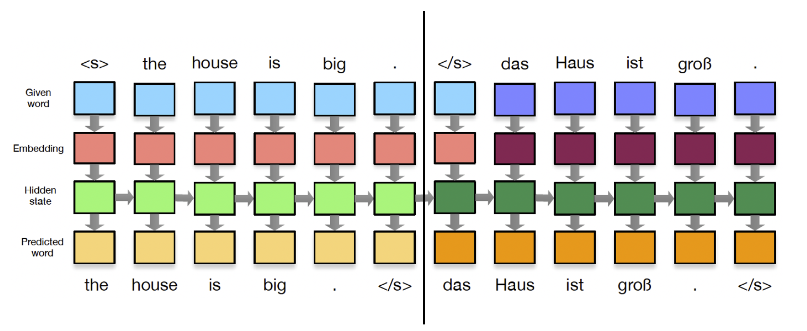 <s> the house is big . </s> das Haus ist groß .
Given
word
Embedding
Hidden
state
Predicted
word
the house is big . </s> das Haus ist groß . </s>